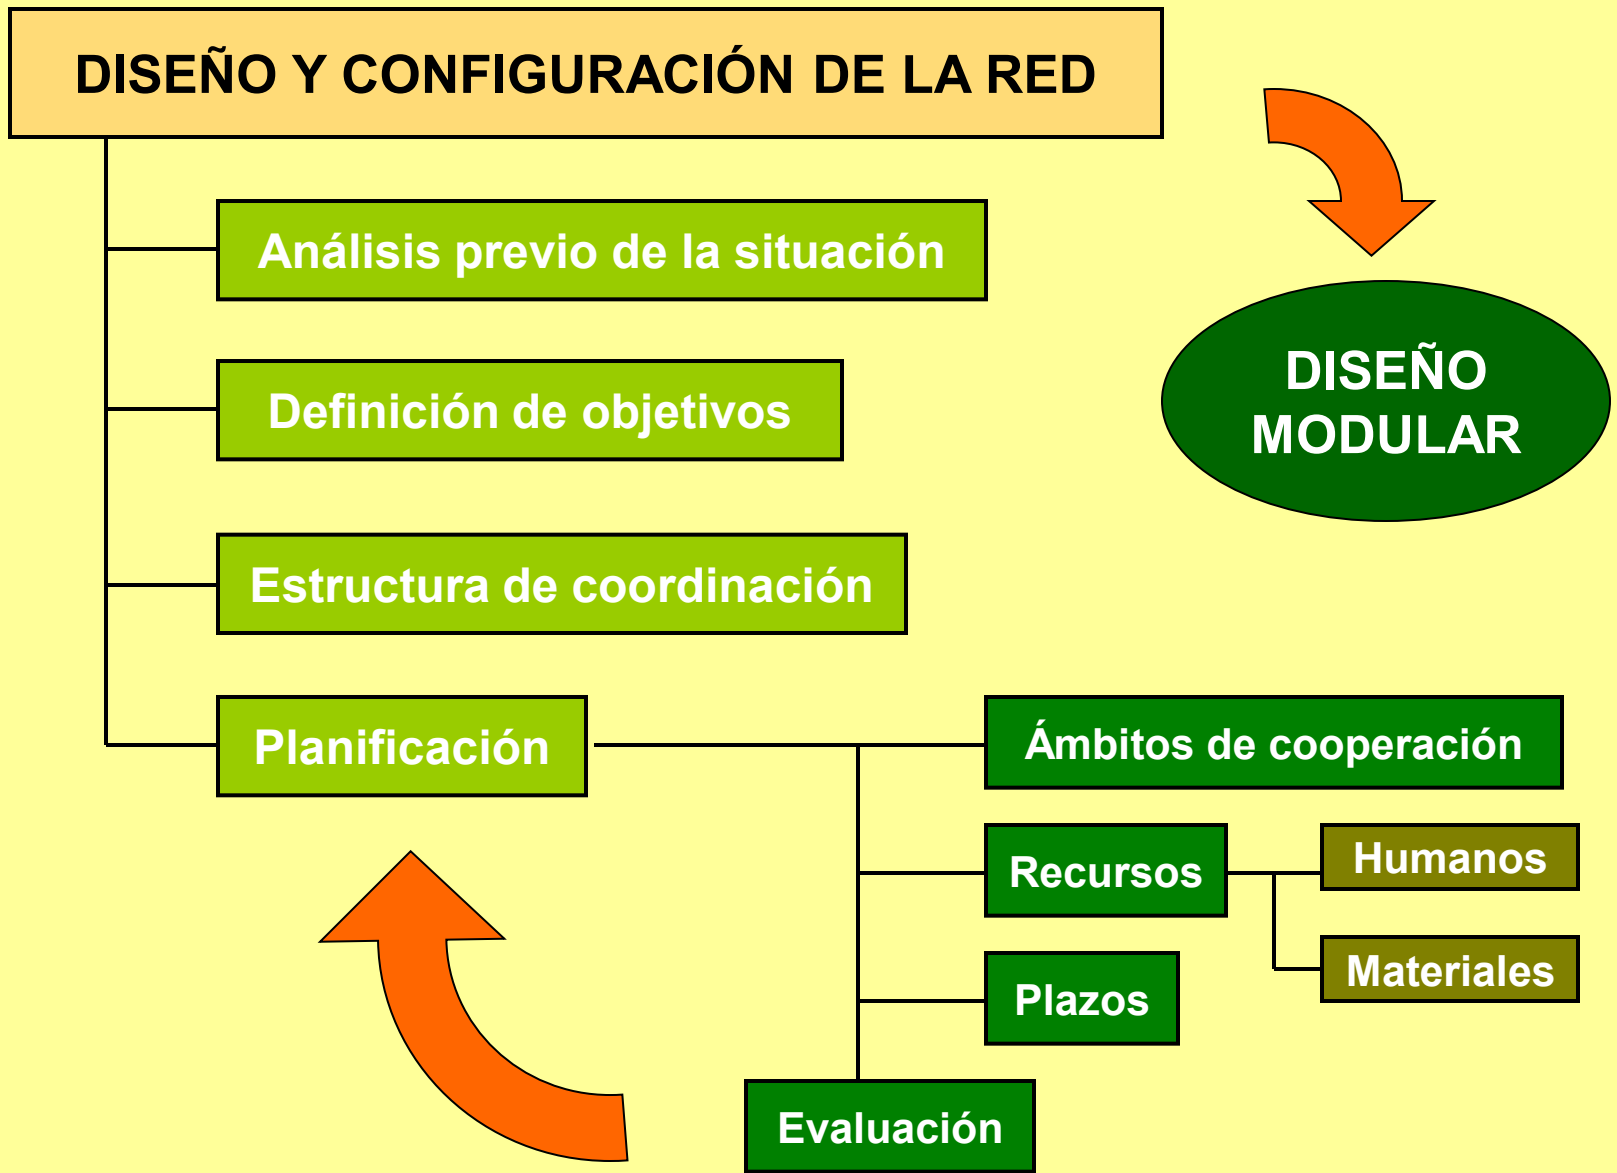 DISEÑO Y CONFIGURACIÓN DE LA RED
Análisis previo de la situación
Definición de objetivos
DISEÑO
MODULAR
Estructura de coordinación
Planificación
Ámbitos de cooperación
Recursos
Humanos
Materiales
Plazos
Evaluación